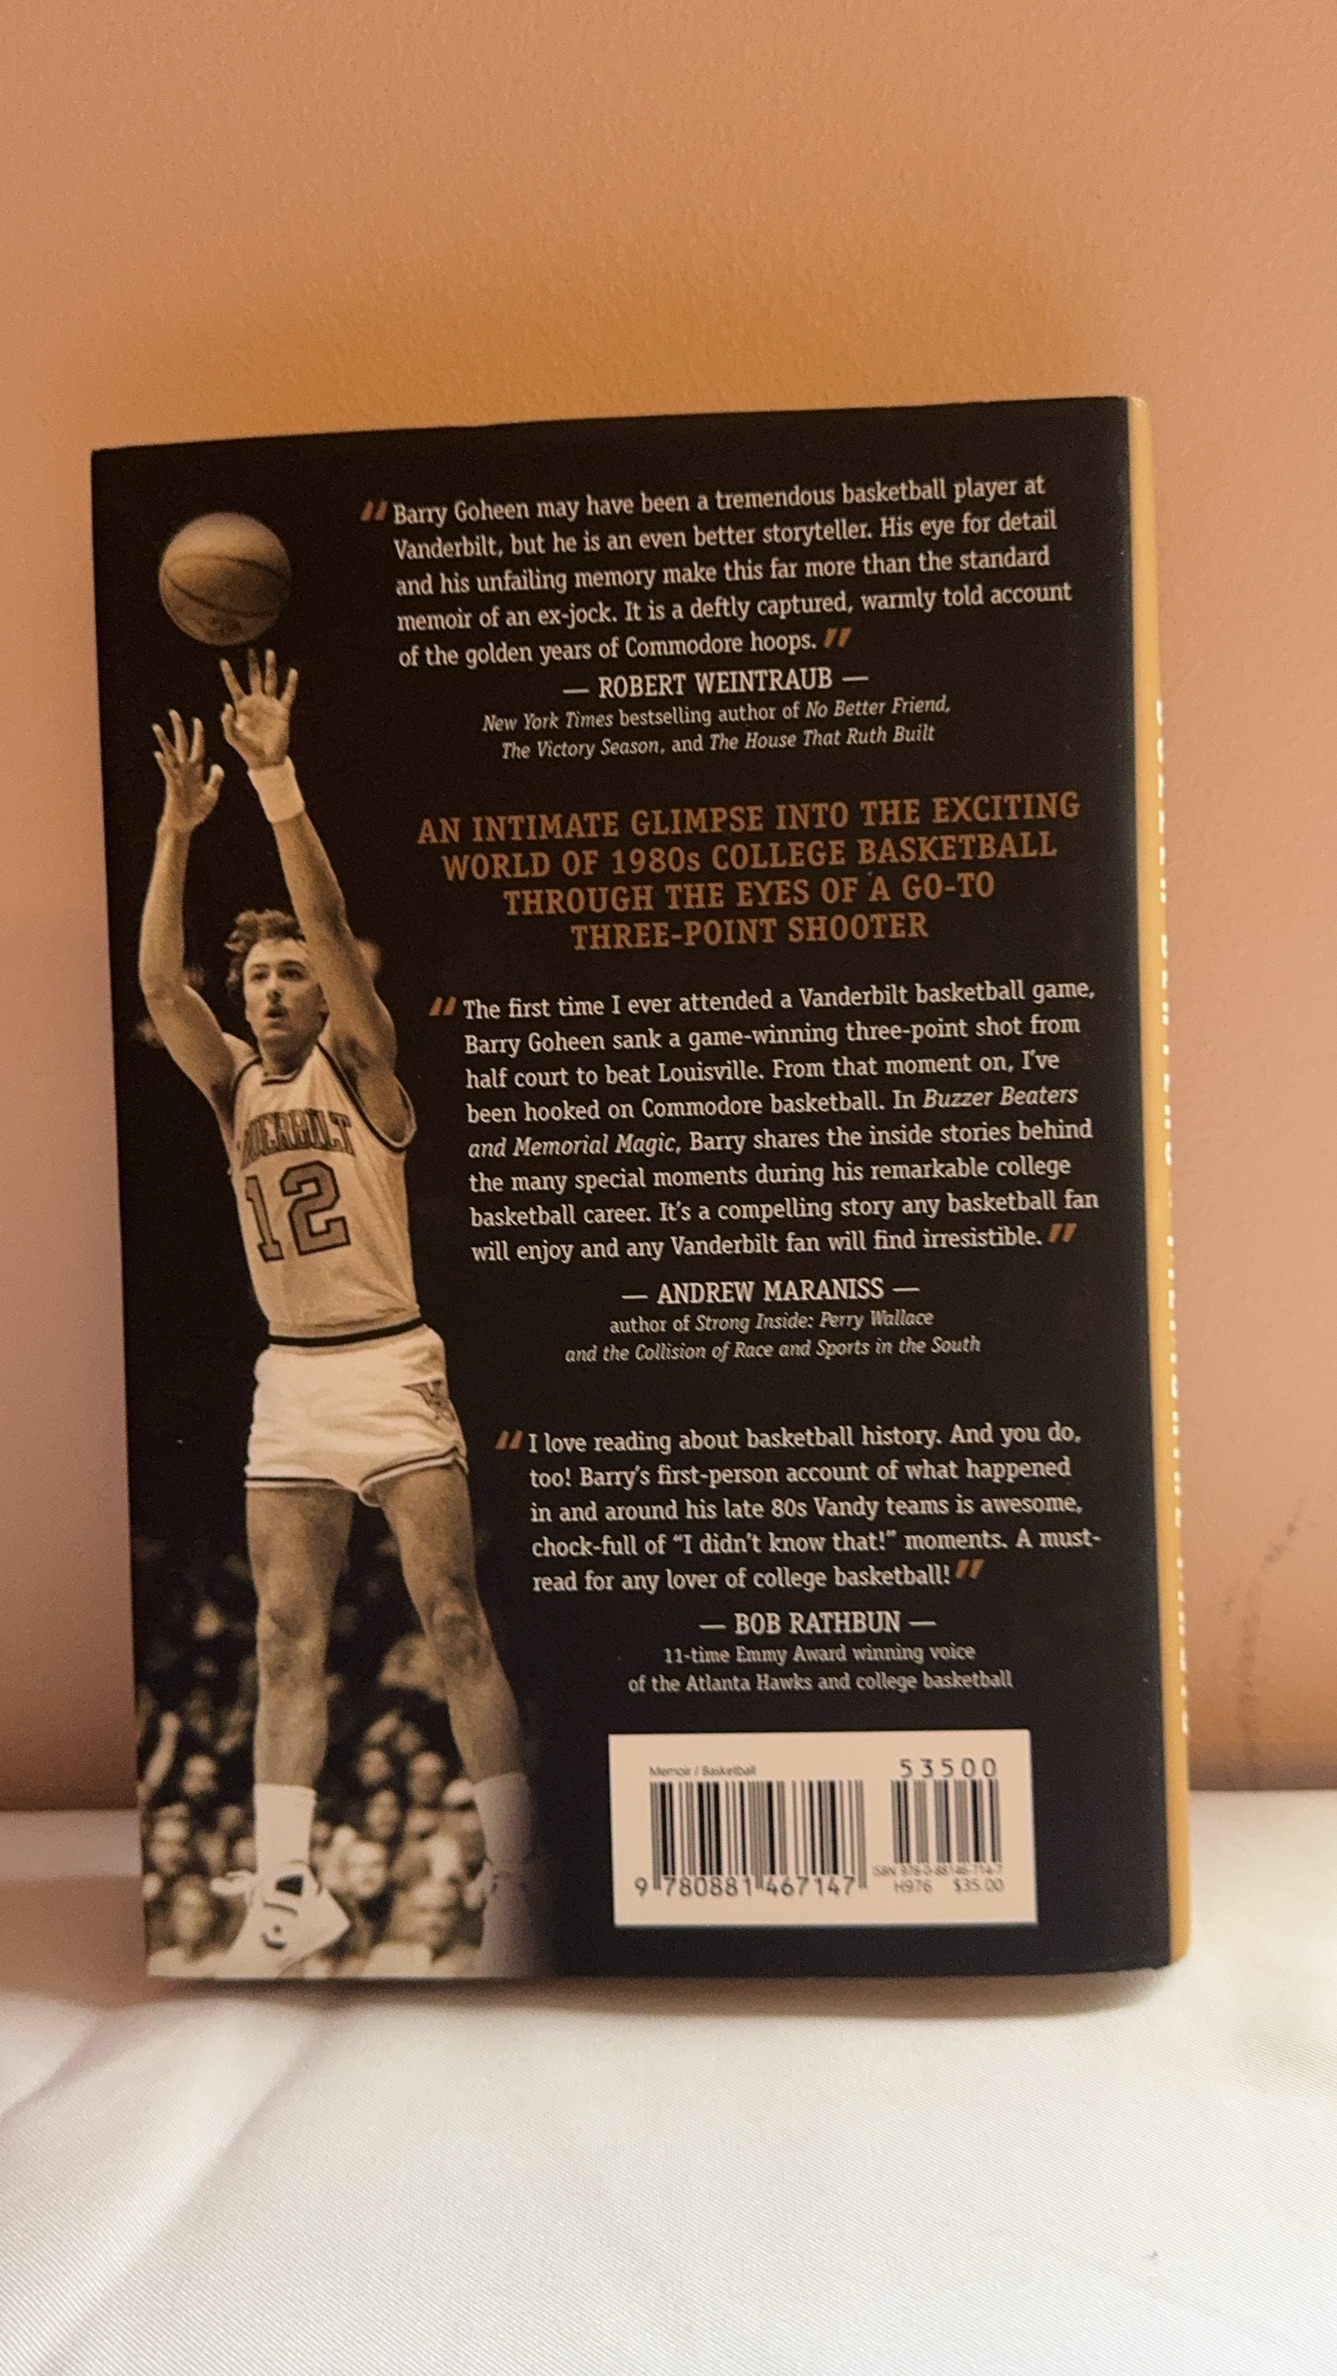 "Barry Goheen may have been a tremendous basketball player at
Vanderbilt, but he is an even better storyteller. His eye for detail
and his unfailing memory make this far more than the standard
memoir of an ex-jock. It is a deftly captured, warmly told account
of the golden years of Commodore hoops."
— ROBERT WEINTRAUB —
New York Times bestselling author of No Better Friend,
The Victory Season, and The House That Ruth Built
AN INTIMATE GLIMPSE INTO THE EXCITING
WORLD OF 1980s COLLEGE BASKETBALL
THROUGH THE EYES OF A GO-TO
THREE-POINT SHOOTER
"The first time I ever attended a Vanderbilt basketball game,
Barry Goheen sank a game-winning three-point shot from
half court to beat Louisville. From that moment on, I've
been hooked on Commodore basketball. In Buzzer Beaters
and Memorial Magic, Barry shares the inside stories behind
the many special moments during his remarkable college
basketball career. It's a compelling story any basketball fan
will enjoy and any Vanderbilt fan will find irresistible."
— ANDREW MARANISS —
author of Strong Inside: Perry Wallace
and the Collision of Race and Sports in the South
"I love reading about basketball history. And you do,
too! Barry's first-person account of what happened
in and around his late 80s Vandy teams is awesome,
chock-full of “I didn't know that!” moments. A must-
read for any lover of college basketball!"
— BOB RATHBUN —
11-time Emmy Award winning voice
of the Atlanta Hawks and college basketball
12
Memoir / Basketball
53500
9 780881 467147
ISBN 978-0-88146-714-7
H976 $35.00